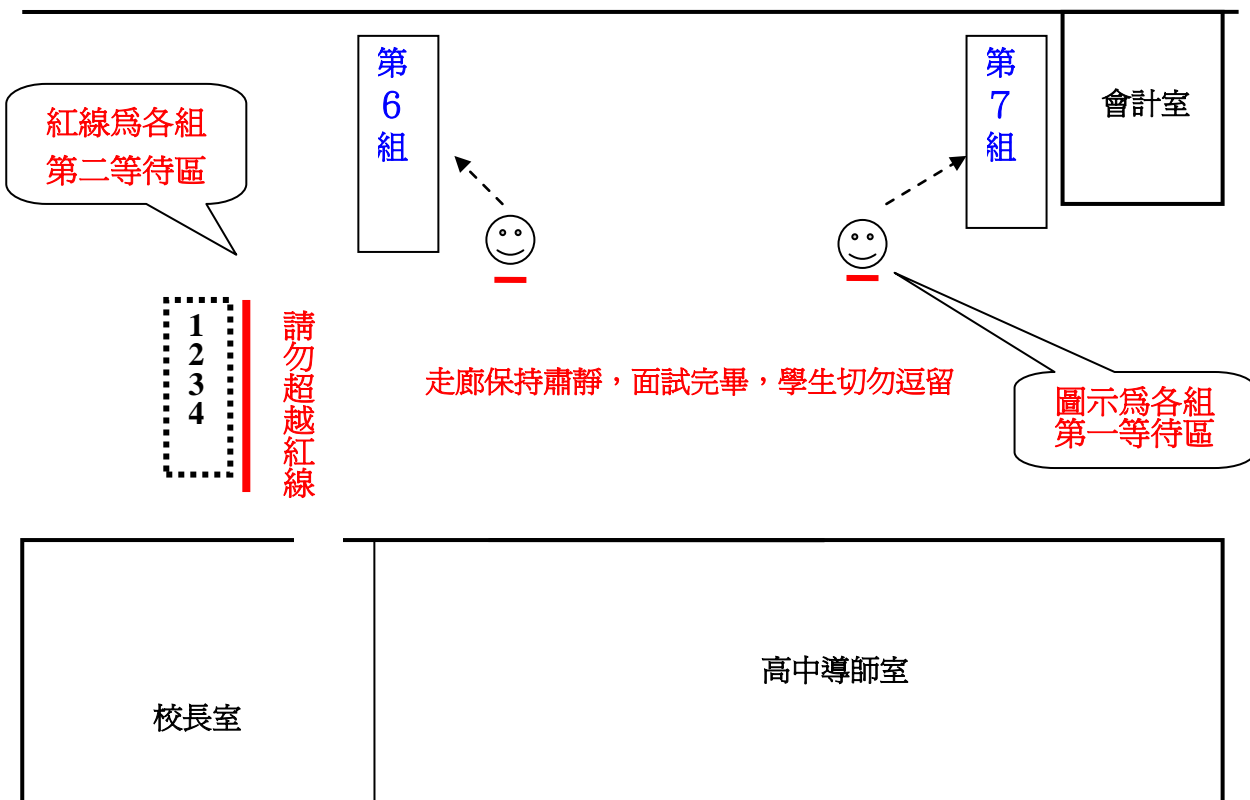 第6組
第7組
會計室
紅線為各組
第二等待區
1
2
3
4
請勿超越紅線
走廊保持肅靜，面試完畢，學生切勿逗留
圖示為各組
第一等待區
高中導師室
校長室